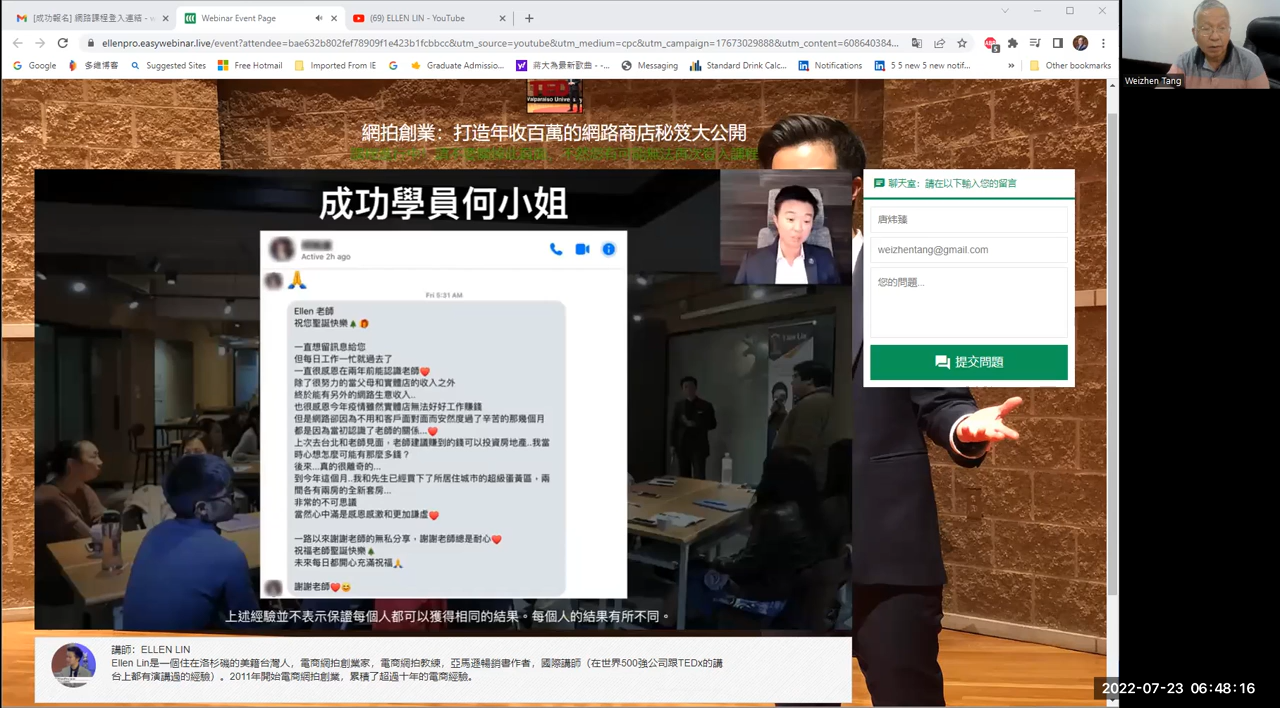 [成功報名] 網路課程登入連結 - w
Webinar Event Page
(69) ELLEN LIN - YouTube
ellenpro.easywebinar.live/event?attendee=bae632b802fef78909f1e423b1fcbbcc&utm_source=youtube&utm_medium=cpc&utm_campaign=17673029888&utm_content=608640384...
Google
多維博客
Suggested Sites
Free Hotmail
Imported From IE
Graduate Admissio...
蔣太為最新歌曲 - -...
Messaging
Standard Drink Calc...
Notifications
5 5 new 5 new notif...
Other bookmarks
Weizhen Tang
TED
Valparaiso Univers
網拍創業：打造年收百萬的網路商店秘笈大公開
成功學員何小姐
Active 2h ago
Fri 5:31 AM
Ellen 老師
祝您聖誕快樂🎄🎅
一直想留訊息給您
但每日工作一忙就過去了
一直很感恩在兩年前能認識老師❤️
除了很努力的當父母和實體店的收入之外
終於能有另外的網路生意收入..
也很感恩今年疫情雖然實體店無法好好工作賺錢
但是網路卻因為不用和客戶面對面而安然度過了辛苦的那幾個月
都是因為當初認識了老師的關係...❤️
上次去台北和老師見面，老師建議賺到的錢可以投資房地產..我當
時心想怎麼可能有那麼多錢？
後來...真的很離奇的...
到今年這個月..我和先生已經買下了所居住城市的超級蛋黃區，兩
間各有兩房的全新套房...
非常的不可思議
當然心中滿是感恩感激和更加謙虛❤️
一路以來謝謝老師的無私分享，謝謝老師總是耐心❤️
祝福老師聖誕快樂🎄
未來每日都開心充滿祝福🙏
謝謝老師❤️😄
上述經驗並不表示保證每個人都可以獲得相同的結果。每個人的結果有所不同。
聊天室：請在以下輸入您的留言
唐炜臻
weizhentang@gmail.com
您的問題...
提交問題
講師：ELLEN LIN
Ellen Lin是一個住在洛杉磯的美籍台灣人，電商網拍創業家，電商網拍教練，亞馬遜暢銷書作者，國際講師（在世界500強公司跟TEDx的講
台上都有演講過的經驗）。2011年開始電商網拍創業，累積了超過十年的電商經驗。
2022-07-23 06:48:16